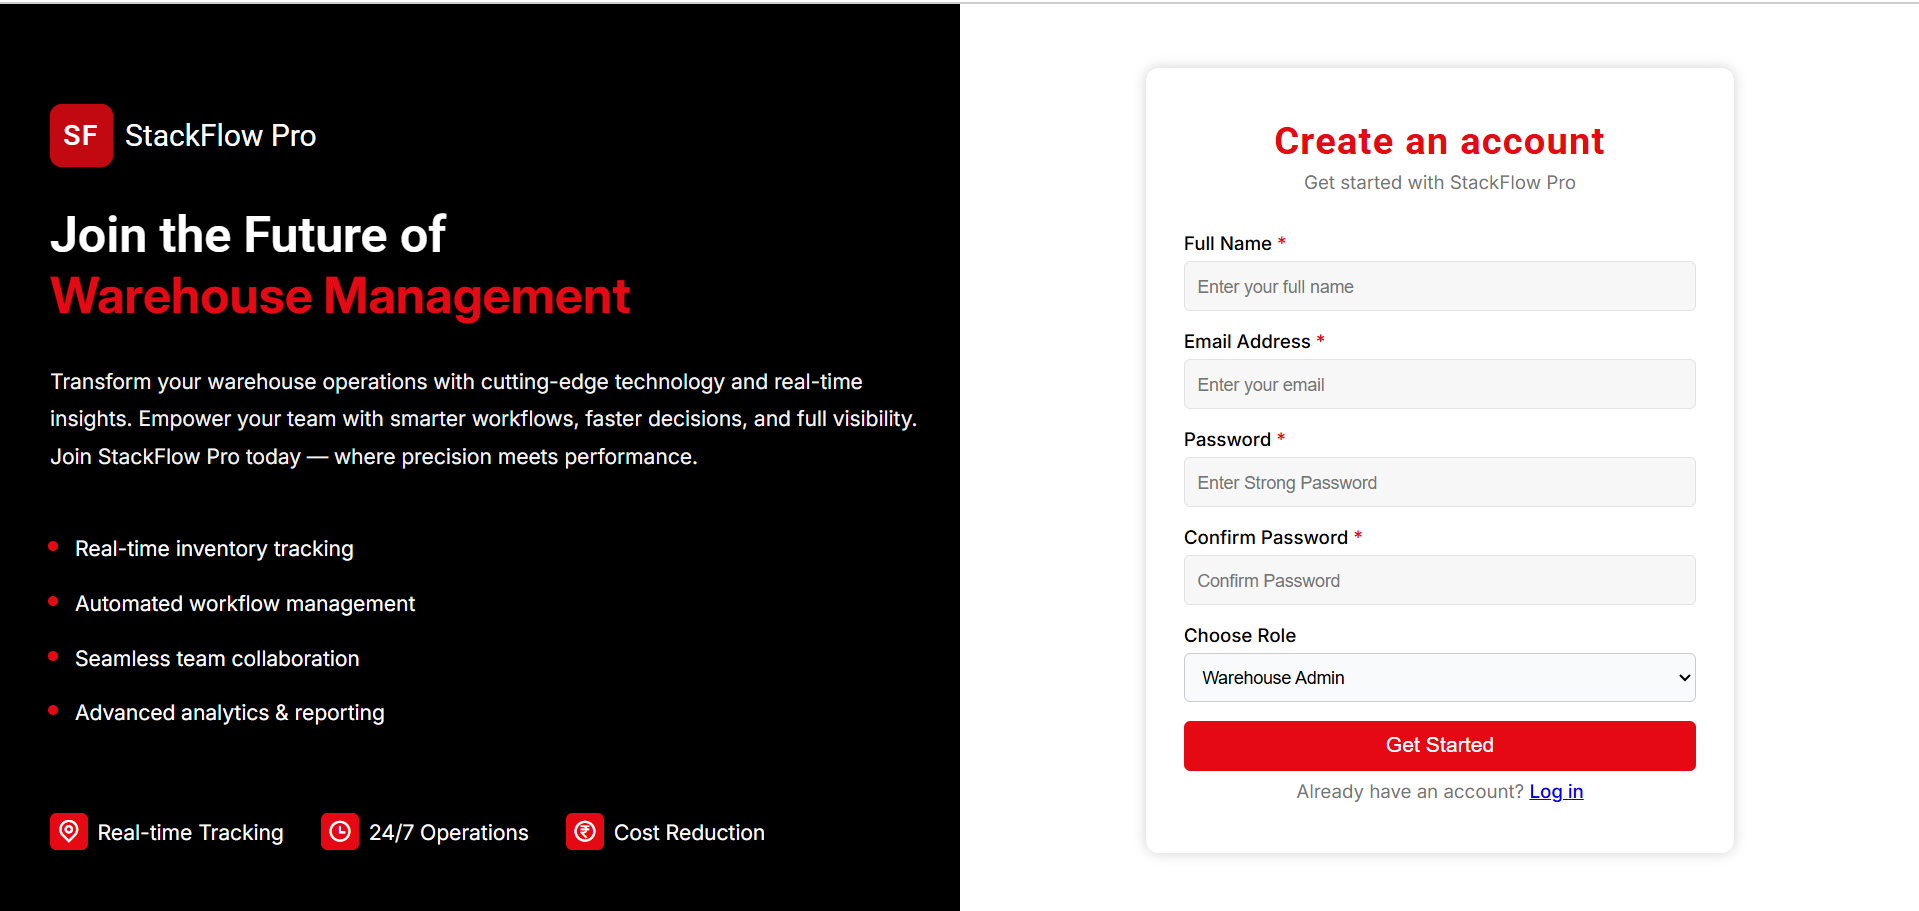 SF
StackFlow Pro
Join the Future of
Warehouse Management
Transform your warehouse operations with cutting-edge technology and real-time
insights. Empower your team with smarter workflows, faster decisions, and full visibility.
Join StackFlow Pro today — where precision meets performance.
Real-time inventory tracking
Automated workflow management
Seamless team collaboration
Advanced analytics & reporting
Real-time Tracking
24/7 Operations
₹
Cost Reduction
Create an account
Get started with StackFlow Pro
Full Name *
Enter your full name
Email Address *
Enter your email
Password *
Enter Strong Password
Confirm Password *
Confirm Password
Choose Role
Warehouse Admin
Get Started
Already have an account? Log in